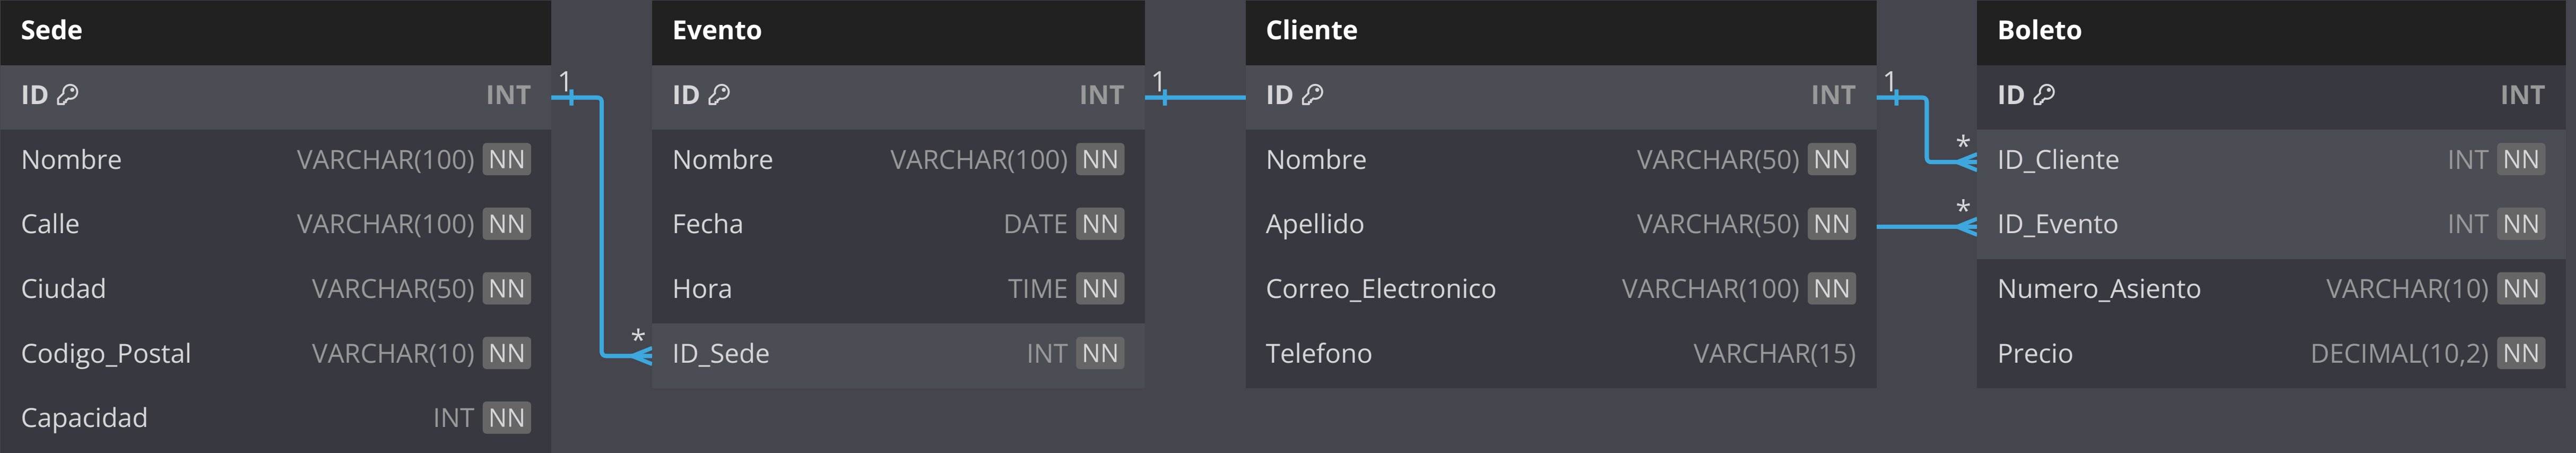 Sede
ID INT
Nombre VARCHAR(100) NN
Calle VARCHAR(100) NN
Ciudad VARCHAR(50) NN
Codigo_Postal VARCHAR(10) NN
Capacidad INT NN
1
*
Evento
ID INT
Nombre VARCHAR(100) NN
Fecha DATE NN
Hora TIME NN
ID_Sede INT NN
1
Cliente
ID INT
Nombre VARCHAR(50) NN
Apellido VARCHAR(50) NN
Correo_Electronico VARCHAR(100) NN
Telefono VARCHAR(15)
1
*
*
Boleto
ID INT
ID_Cliente INT NN
ID_Evento INT NN
Numero_Asiento VARCHAR(10) NN
Precio DECIMAL(10,2) NN